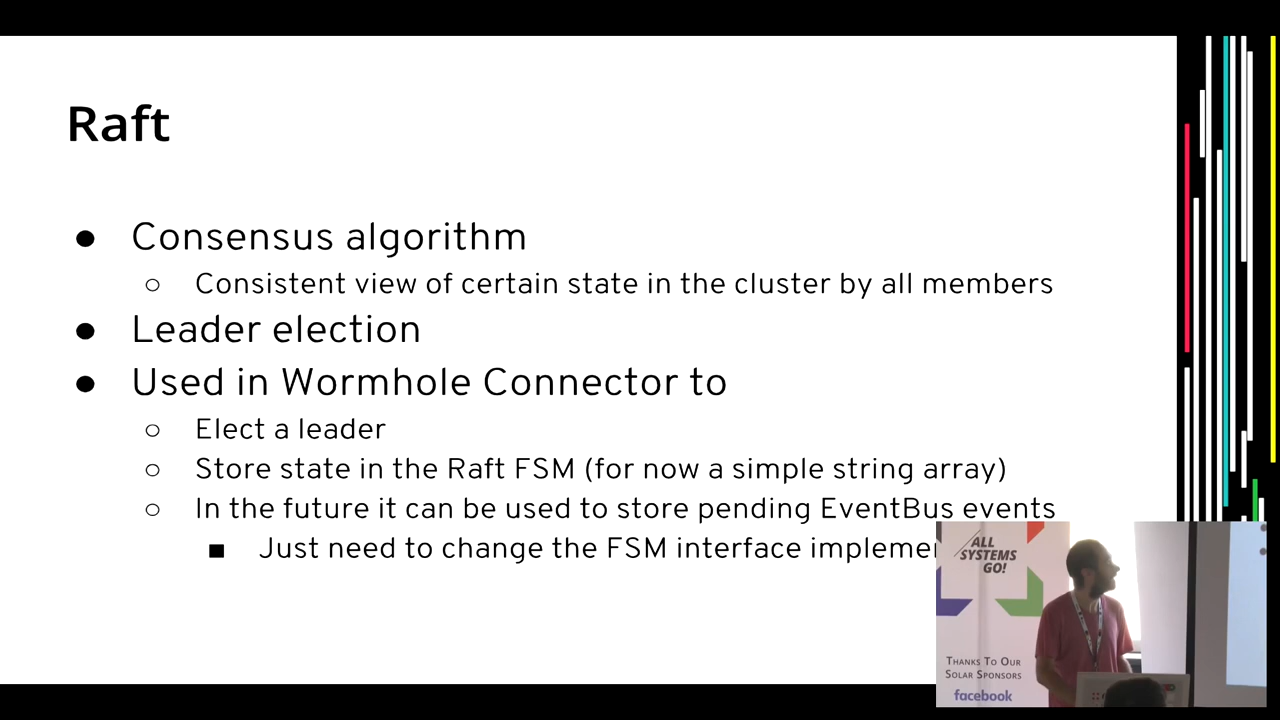 Raft
● Consensus algorithm
○ Consistent view of certain state in the cluster by all members
● Leader election
● Used in Wormhole Connector to
○ Elect a leader
○ Store state in the Raft FSM (for now a simple string array)
○ In the future it can be used to store pending EventBus events
■ Just need to change the FSM interface
ALL
SYSTEMS
GO!
THANKS TO OUR
SOLAR SPONSORS
facebook